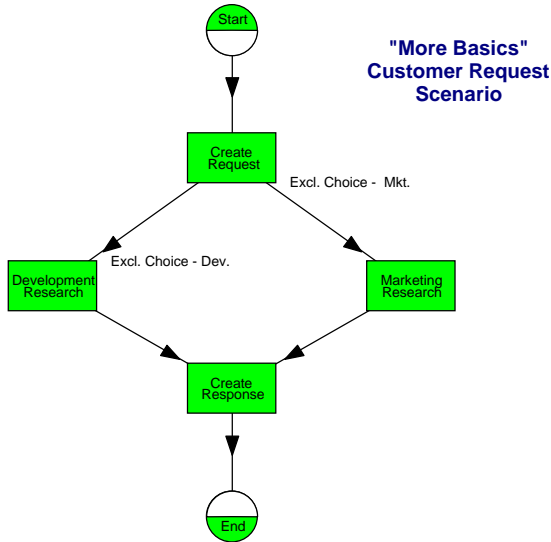 Start
"More Basics"
Customer Request
Scenario
Create
Request
Excl. Choice -  Mkt.
Excl. Choice - Dev.
Development
Research
Marketing
Research
Create
Response
End